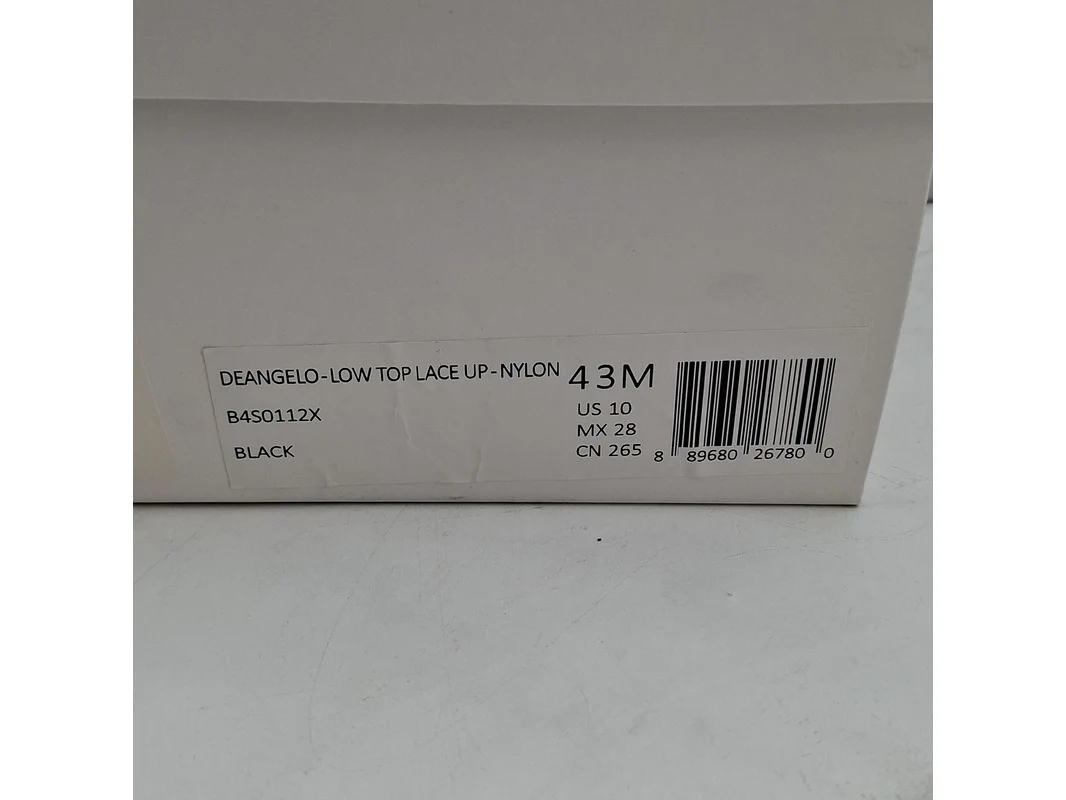 DEANGELO-LOW TOP LACE UP-NYLON
B4S0112X
BLACK
43M
US 10
MX 28
CN 265
8 89680 26780 0